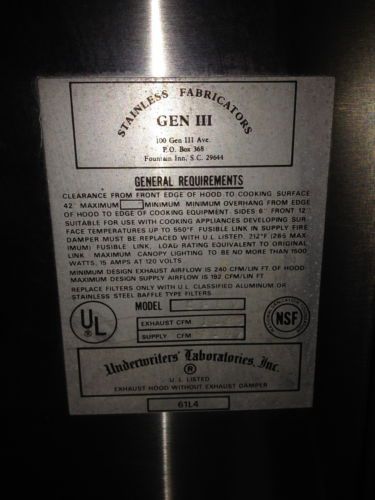 STAINLESS FABRICATORS
GEN III
100 Gen III Ave.
P.O. Box 368
Fountain Inn, S.C. 29644
GENERAL REQUIREMENTS
CLEARANCE FROM FRONT EDGE OF HOOD TO COOKING SURFACE
42" MAXIMUM MINIMUM MINIMUM OVERHANG FROM EDGE
OF HOOD TO EDGE OF COOKING EQUIPMENT. SIDES 6" FRONT 12"
SUITABLE FOR USE WITH COOKING APPLIANCES DEVELOPING SUR-
FACE TEMPERATURES UP TO 550°F. FUSIBLE LINK IN SUPPLY FIRE
DAMPER MUST BE REPLACED WITH U.L. LISTED. 212°F (285 MAX-
IMUM) FUSIBLE LINK, LOAD RATING EQUIVALENT TO ORIGINAL
LINK. MAXIMUM CANOPY LIGHTING TO BE NO MORE THAN 1500
WATTS, 15 AMPS AT 120 VOLTS
MINIMUM DESIGN EXHAUST AIRFLOW IS 240 CFM/LIN FT. OF HOOD
MAXIMUM DESIGN SUPPLY AIRFLOW IS 192 CFM/LIN FT.
REPLACE FILTERS ONLY WITH U.L. CLASSIFIED ALUMINUM OR
STAINLESS STEEL BAFFLE TYPE FILTERS.
MODEL
UL
EXHAUST CFM
SUPPLY CFM
NSF
Underwriters' Laboratories, Inc.
®
U.L. LISTED
EXHAUST HOOD WITHOUT EXHAUST DAMPER
61L4